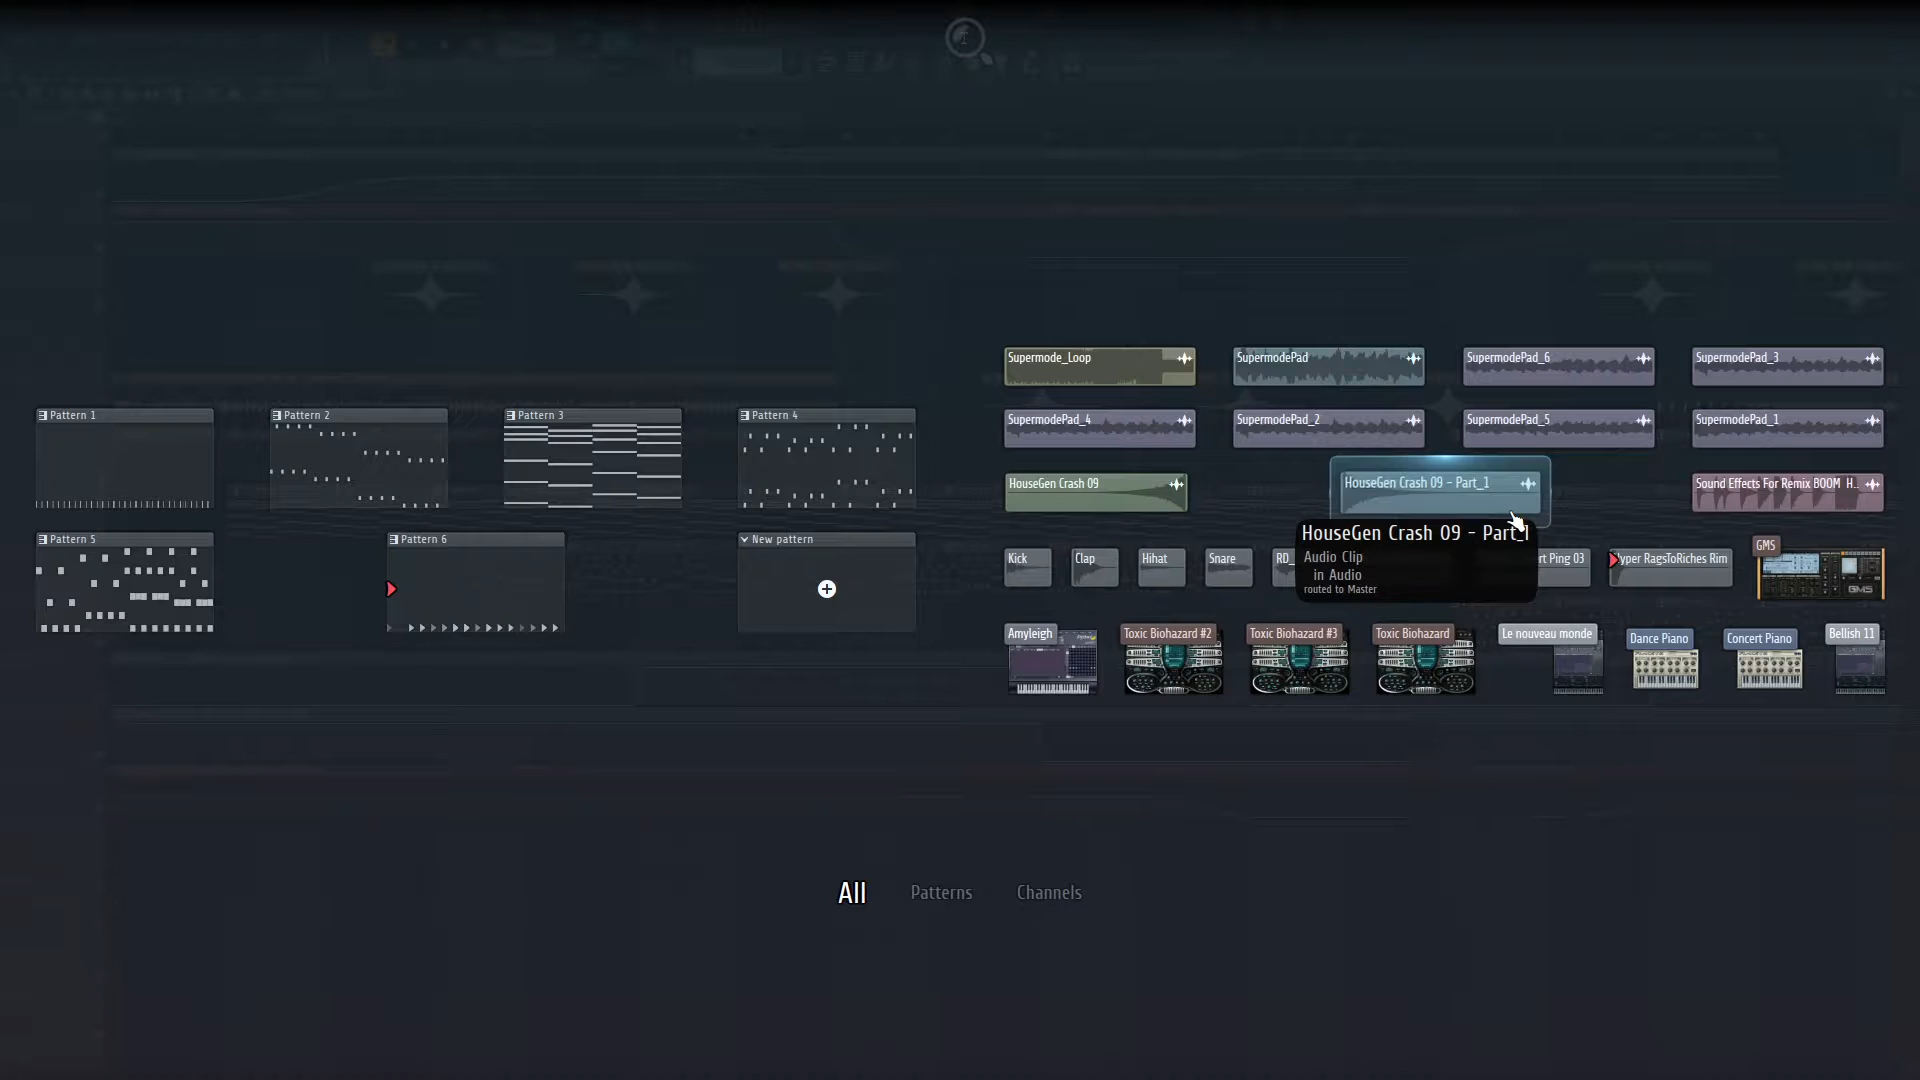 Supermode_Loop
SupermodePad
SupermodePad_6
SupermodePad_3
Pattern 1
Pattern 2
Pattern 3
Pattern 4
SupermodePad_4
SupermodePad_2
SupermodePad_5
SupermodePad_1
HouseGen Crash 09
HouseGen Crash 09 - Part_1
Sound Effects For Remix BOOM H..
HouseGen Crash 09 - Part_1
Audio Clip
in Audio
routed to Master
Pattern 5
Pattern 6
New pattern
Kick
Clap
Hihat
Snare
RD_
rt Ping 03
yper RagsToRiches Rim
GMS
GMS
Amyleigh
Toxic Biohazard #2
Toxic Biohazard #3
Toxic Biohazard
Le nouveau monde
Dance Piano
Concert Piano
Bellish 11
All
Patterns
Channels